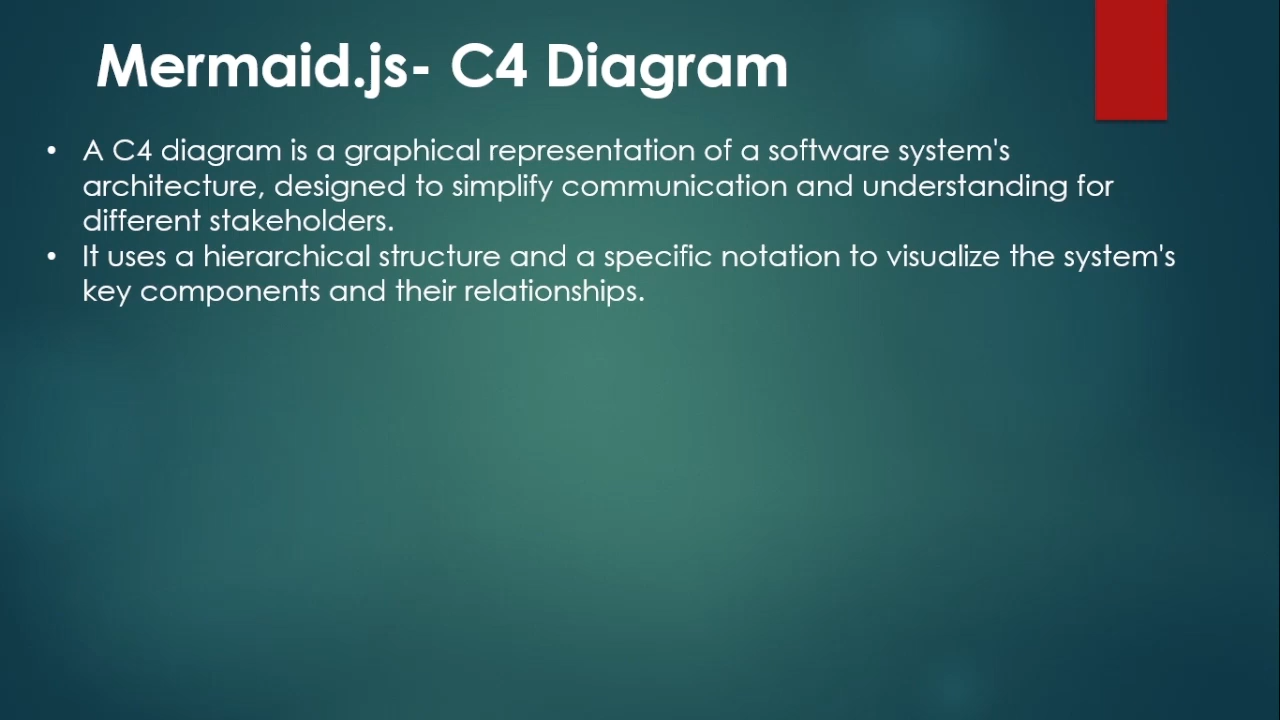 Mermaid.js- C4 Diagram
• A C4 diagram is a graphical representation of a software system's
architecture, designed to simplify communication and understanding for
different stakeholders.
• It uses a hierarchical structure and a specific notation to visualize the system's
key components and their relationships.